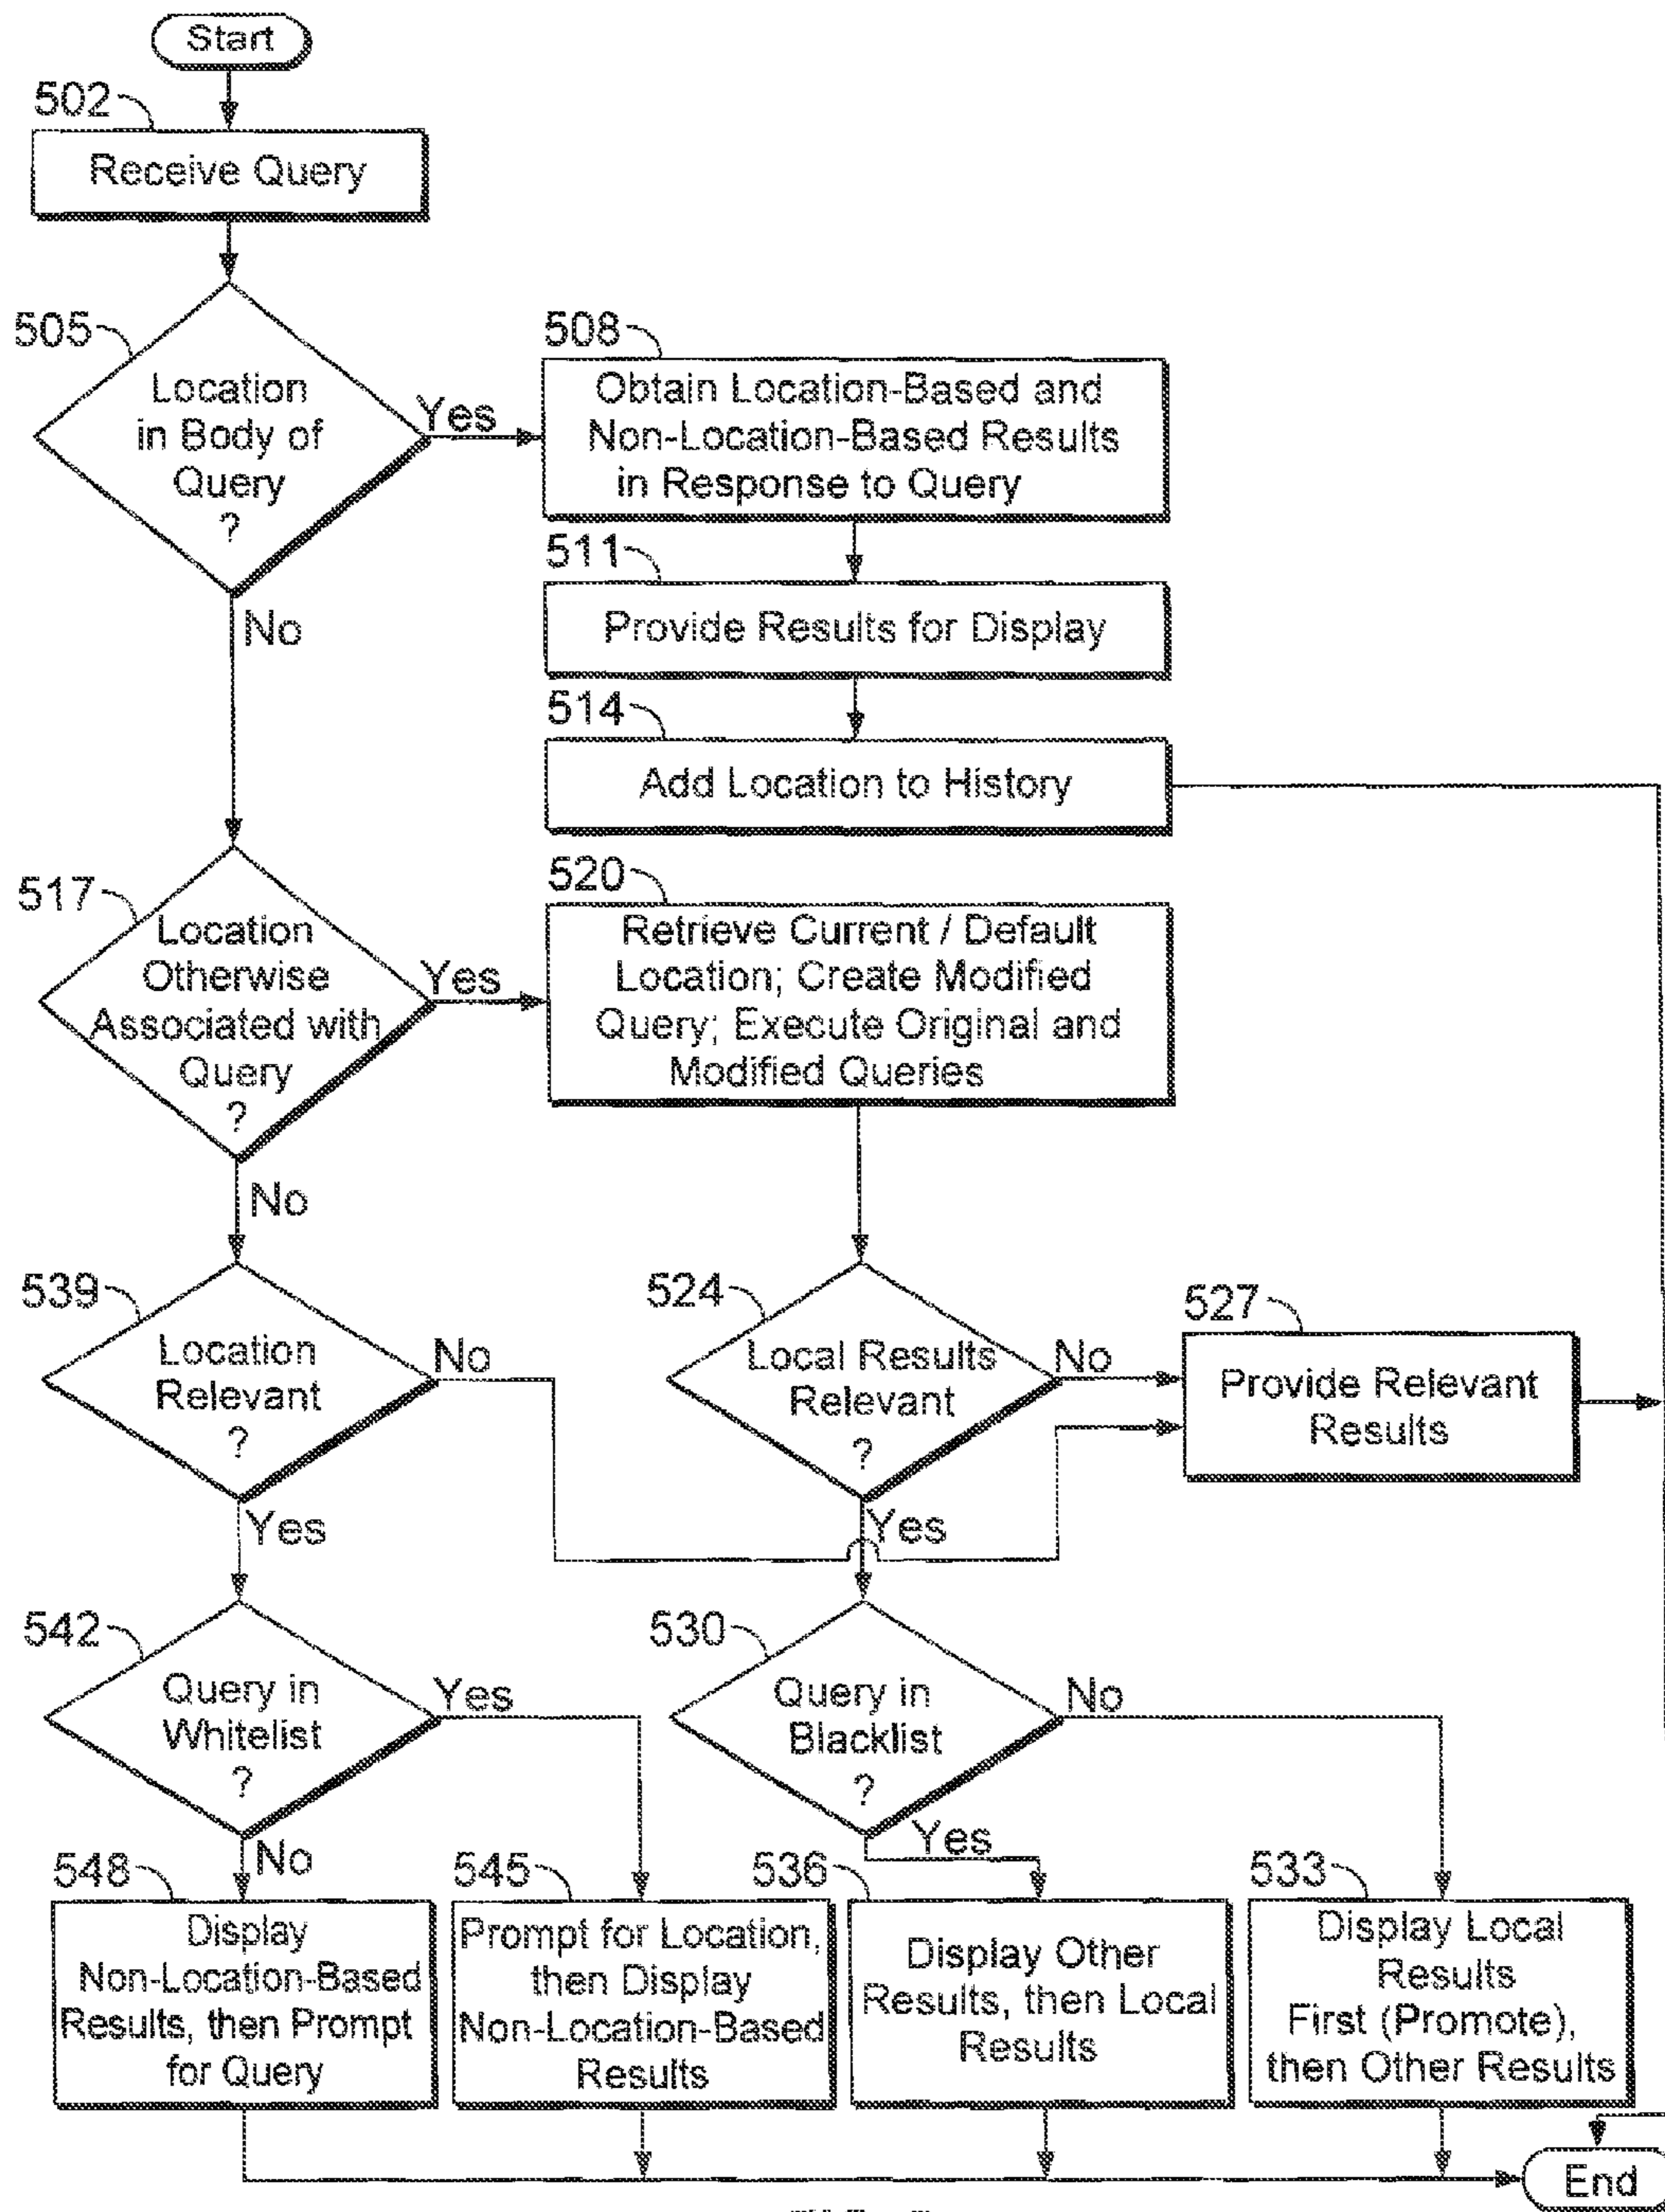 Start
502
Receive Query
505
Location
in Body of
Query
?
Yes
No
508
Obtain Location-Based and
Non-Location-Based Results
in Response to Query
511
Provide Results for Display
514
Add Location to History
517
Location
Otherwise
Associated with
Query
?
Yes
No
520
Retrieve Current / Default
Location; Create Modified
Query; Execute Original and
Modified Queries
539
Location
Relevant
?
No
Yes
524
Local Results
Relevant
?
No
Yes
527
Provide Relevant
Results
542
Query in
Whitelist
?
Yes
No
530
Query in
Blacklist
?
No
Yes
548
Display
Non-Location-Based
Results, then Prompt
for Query
545
Prompt for Location,
then Display
Non-Location-Based
Results
536
Display Other
Results, then Local
Results
533
Display Local
Results
First (Promote),
then Other Results
End